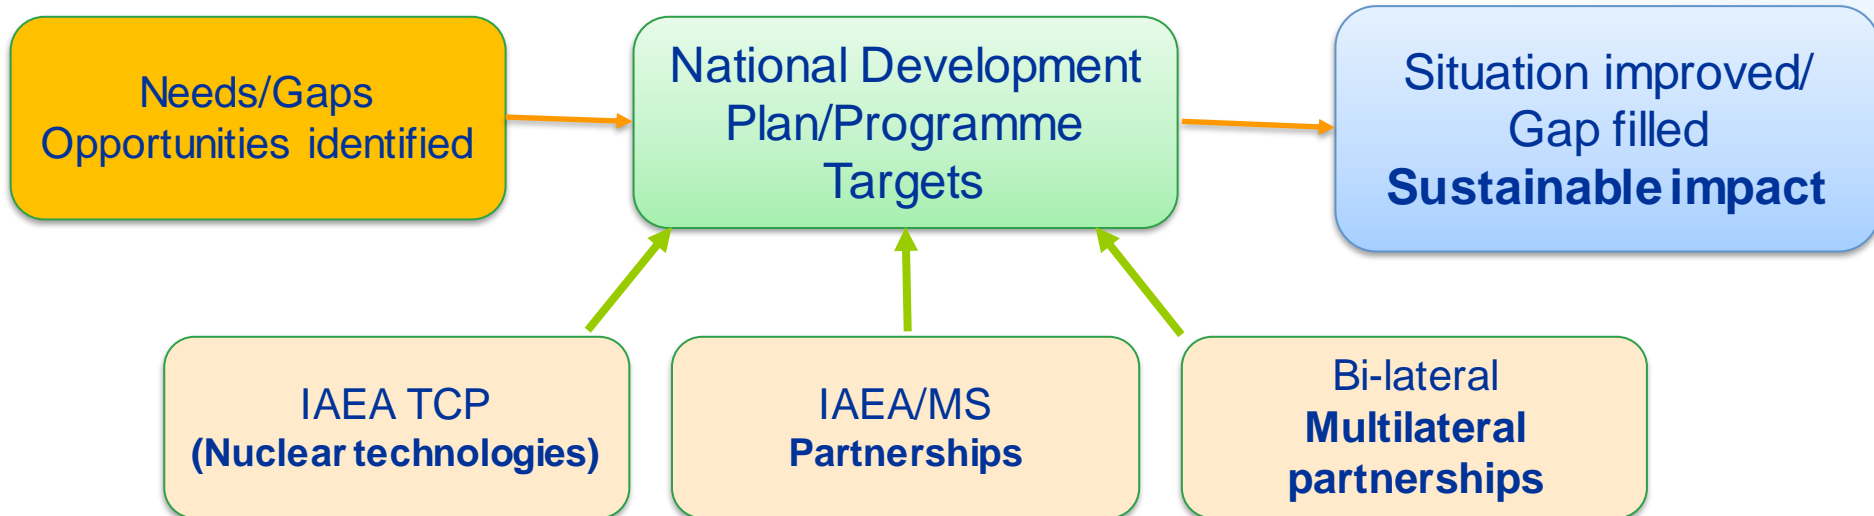 Needs/Gaps
Opportunities identified
National Development
Plan/Programme
Targets
Situation improved/
Gap filled
Sustainable impact
IAEA TCP
(Nuclear technologies)
IAEA/MS
Partnerships
Bi-lateral
Multilateral
partnerships